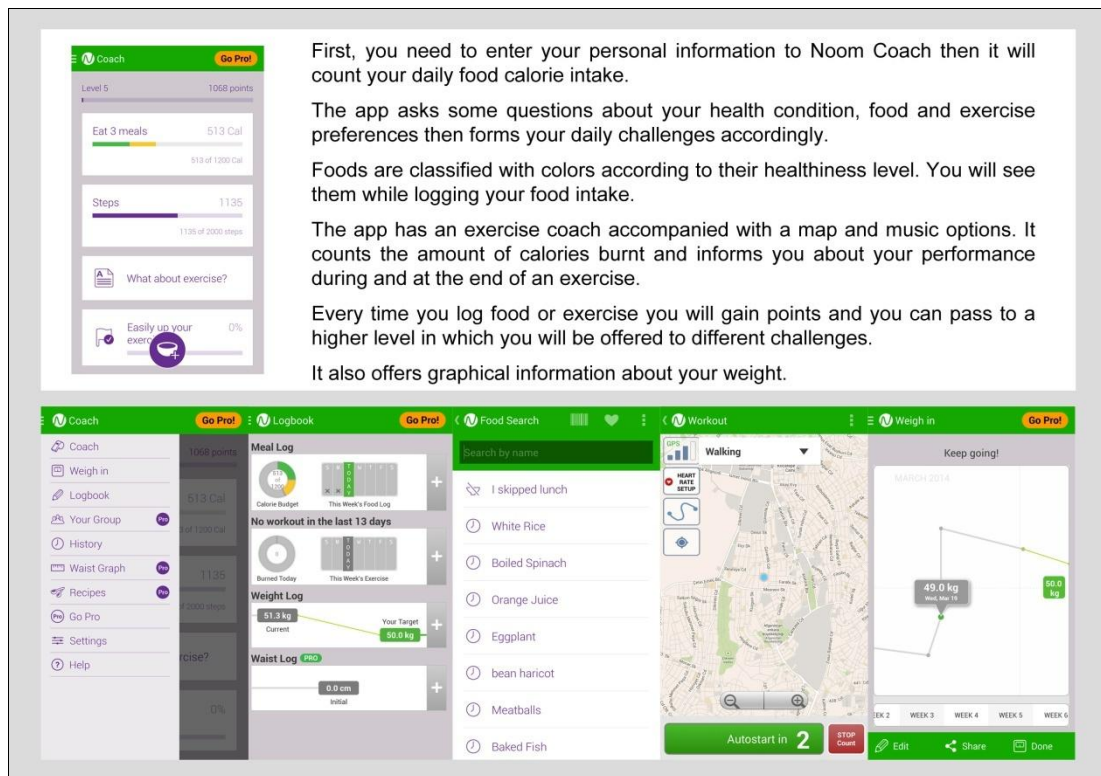 Coach
Go Pro!
Level 5
1068 points
Eat 3 meals
513 Cal
513 of 1200 Cal
Steps
1135
1135 of 2000 steps
What about exercise?
Easily up your
0%
First, you need to enter your personal information to Noom Coach then it will
count your daily food calorie intake.
The app asks some questions about your health condition, food and exercise
preferences then forms your daily challenges accordingly.
Foods are classified with colors according to their healthiness level. You will see
them while logging your food intake.
The app has an exercise coach accompanied with a map and music options. It
counts the amount of calories burnt and informs you about your performance
during and at the end of an exercise.
Every time you log food or exercise you will gain points and you can pass to a
higher level in which you will be offered to different challenges.
It also offers graphical information about your weight.
Coach
Go Pro!
1068 points
Coach
Weigh in
Logbook
513 Cal
Your Group Pro
History
Waist Graph Pro
1135
Recipes Pro
Pro Go Pro
Settings
Help
0%
Logbook
Go Pro!
Meal Log
513
of
1200
S M TODAY W T F S
Calorie Budget
This Week's Food Log
No workout in the last 13 days
0
S M TODAY W T F S
Burned Today
This Week's Exercise
Weight Log
51.3 kg
Current
Your Target
50.0 kg
Waist Log PRO
0.0 cm
Initial
Food Search
Search by name
I skipped lunch
White Rice
Boiled Spinach
Orange Juice
Eggplant
bean haricot
Meatballs
Baked Fish
Workout
GPS
Walking
HEART
RATE
SETUP
Autostart in 2
STOP
Count
Weigh in
Go Pro!
Keep going!
MARCH 2014
49.0 kg
Wed, Mar 19
50.0
kg
WEEK 3
WEEK 4
WEEK 5
WEEK 6
Edit
Share
Done